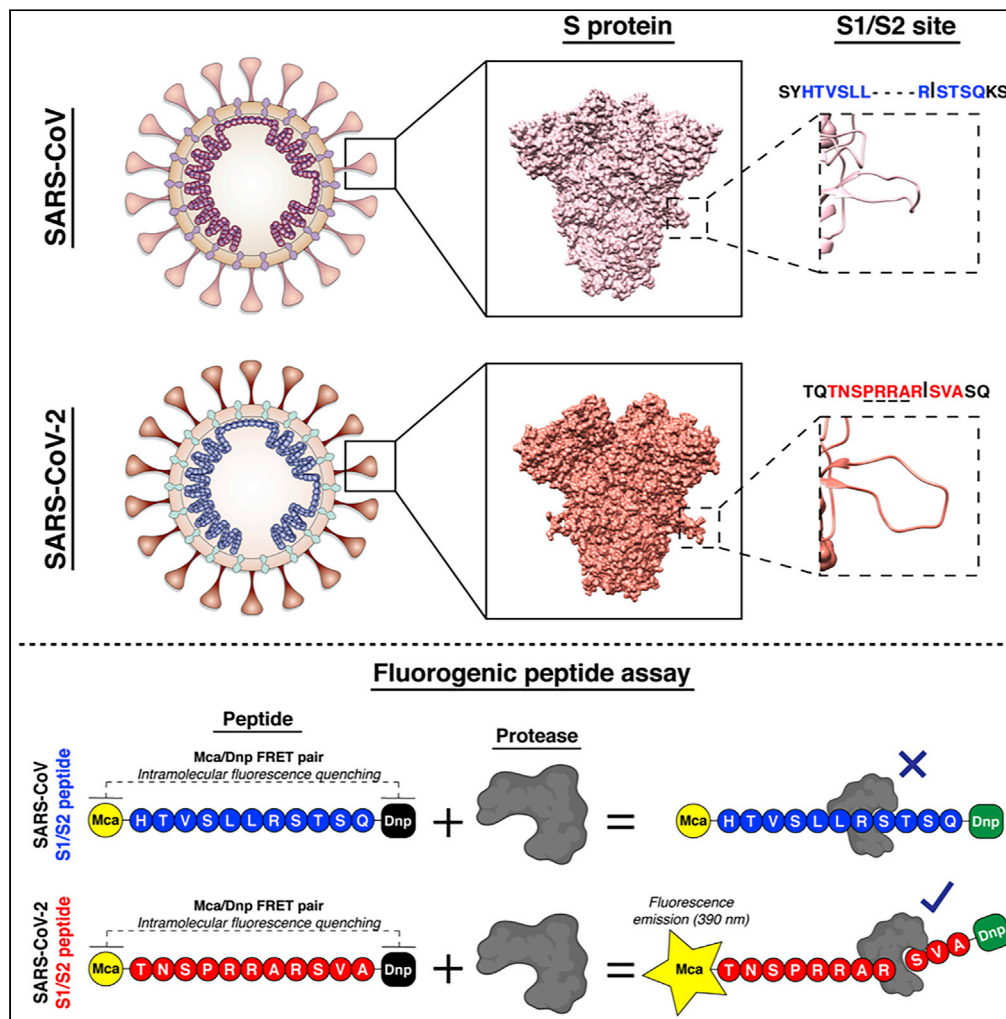 S protein
S1/S2 site
SARS-CoV
SYHTVSLL----R|STSQKS
SARS-CoV-2
TQTNSPRRAR|SVASQ
Fluorogenic peptide assay
Peptide
Protease
SARS-CoV
S1/S2 peptide
Mca/Dnp FRET pair
Intramolecular fluorescence quenching
Mca H T V S L L R S T S Q Dnp
+
=
Mca H T V S L L R S T S Q Dnp
SARS-CoV-2
S1/S2 peptide
Mca/Dnp FRET pair
Intramolecular fluorescence quenching
Mca T N S P R R A R S V A Dnp
+
=
Fluorescence
emission (390 nm)
Mca T N S P R R A R S V A Dnp